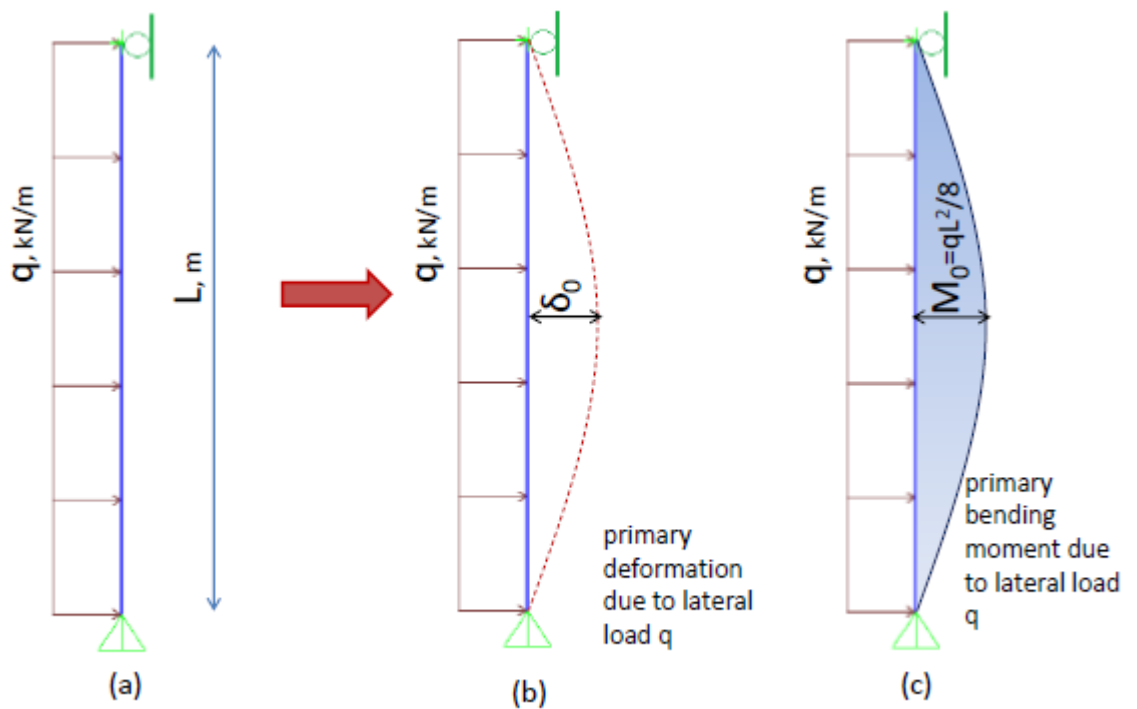 q, kN/m
L, m
(a)
q, kN/m
δ0
primary
deformation
due to lateral
load q
(b)
q, kN/m
M0=qL²/8
primary
bending
moment due
to lateral load
q
(c)